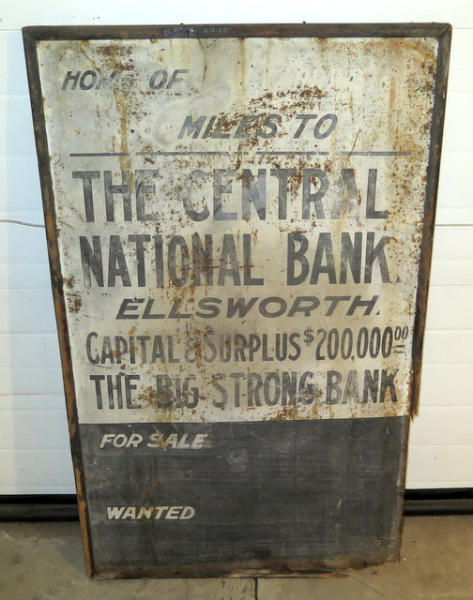 HOME OF
MILES TO
THE CENTRAL
NATIONAL BANK.
ELLSWORTH.
CAPITAL & SURPLUS $200,000.00
THE BIG STRONG BANK
FOR SALE
WANTED